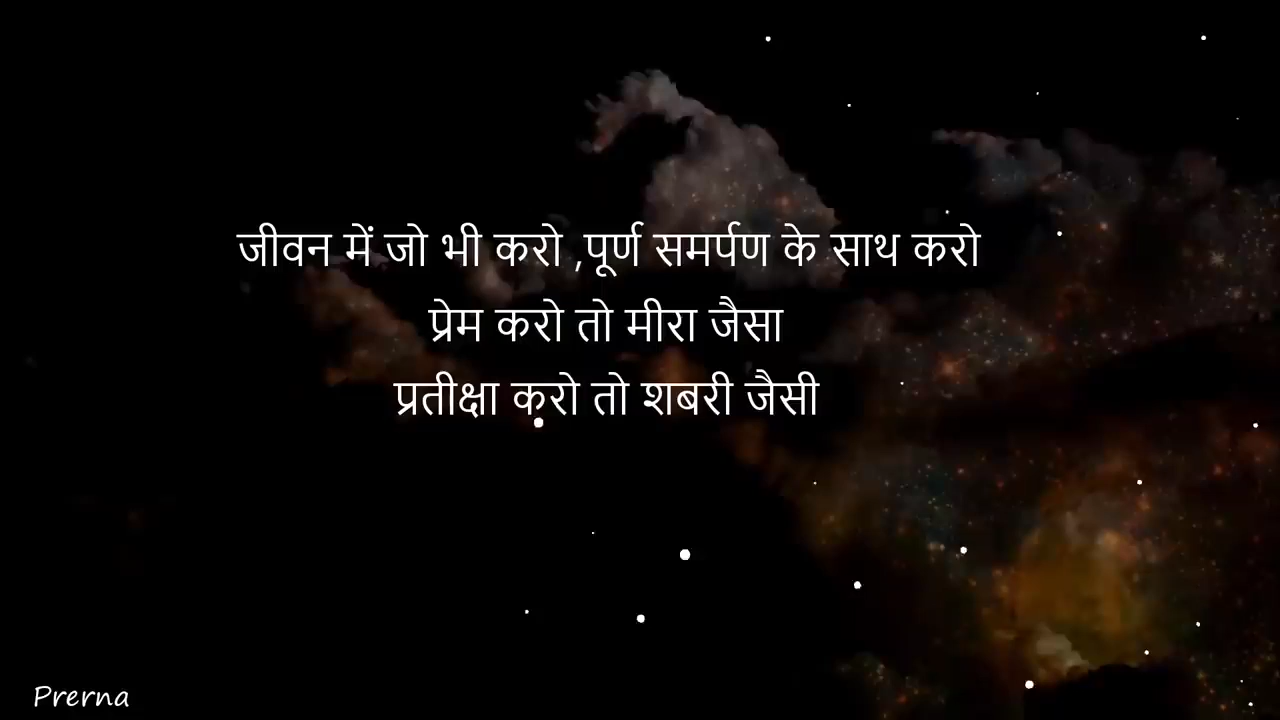 जीवन में जो भी करो ,पूर्ण समर्पण के साथ करो
प्रेम करो तो मीरा जैसा
प्रतीक्षा करो तो शबरी जैसी
Prerna